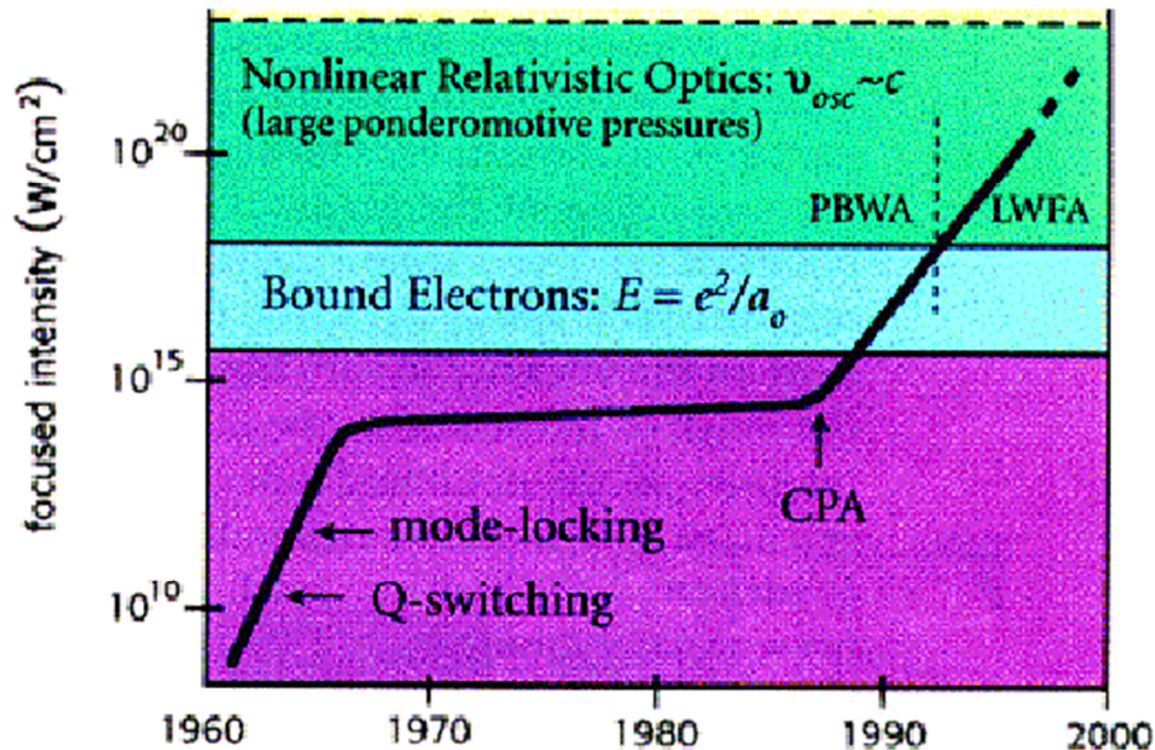 focused intensity (W/cm²)
Nonlinear Relativistic Optics: υosc~c
(large ponderomotive pressures)
10²⁰
PBWA LWFA
Bound Electrons: E = e²/ao
10¹⁵
CPA
mode-locking
Q-switching
10¹⁰
1960 1970 1980 1990 2000